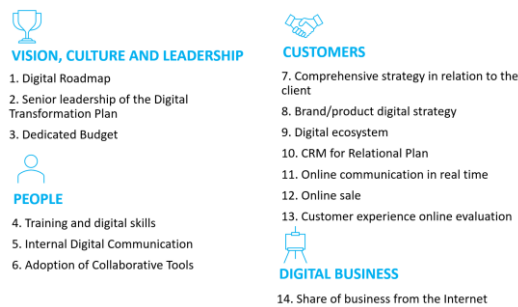 VISION, CULTURE AND LEADERSHIP
1. Digital Roadmap
2. Senior leadership of the Digital
Transformation Plan
3. Dedicated Budget
PEOPLE
4. Training and digital skills
5. Internal Digital Communication
6. Adoption of Collaborative Tools
CUSTOMERS
7. Comprehensive strategy in relation to the
client
8. Brand/product digital strategy
9. Digital ecosystem
10. CRM for Relational Plan
11. Online communication in real time
12. Online sale
13. Customer experience online evaluation
DIGITAL BUSINESS
14. Share of business from the Internet